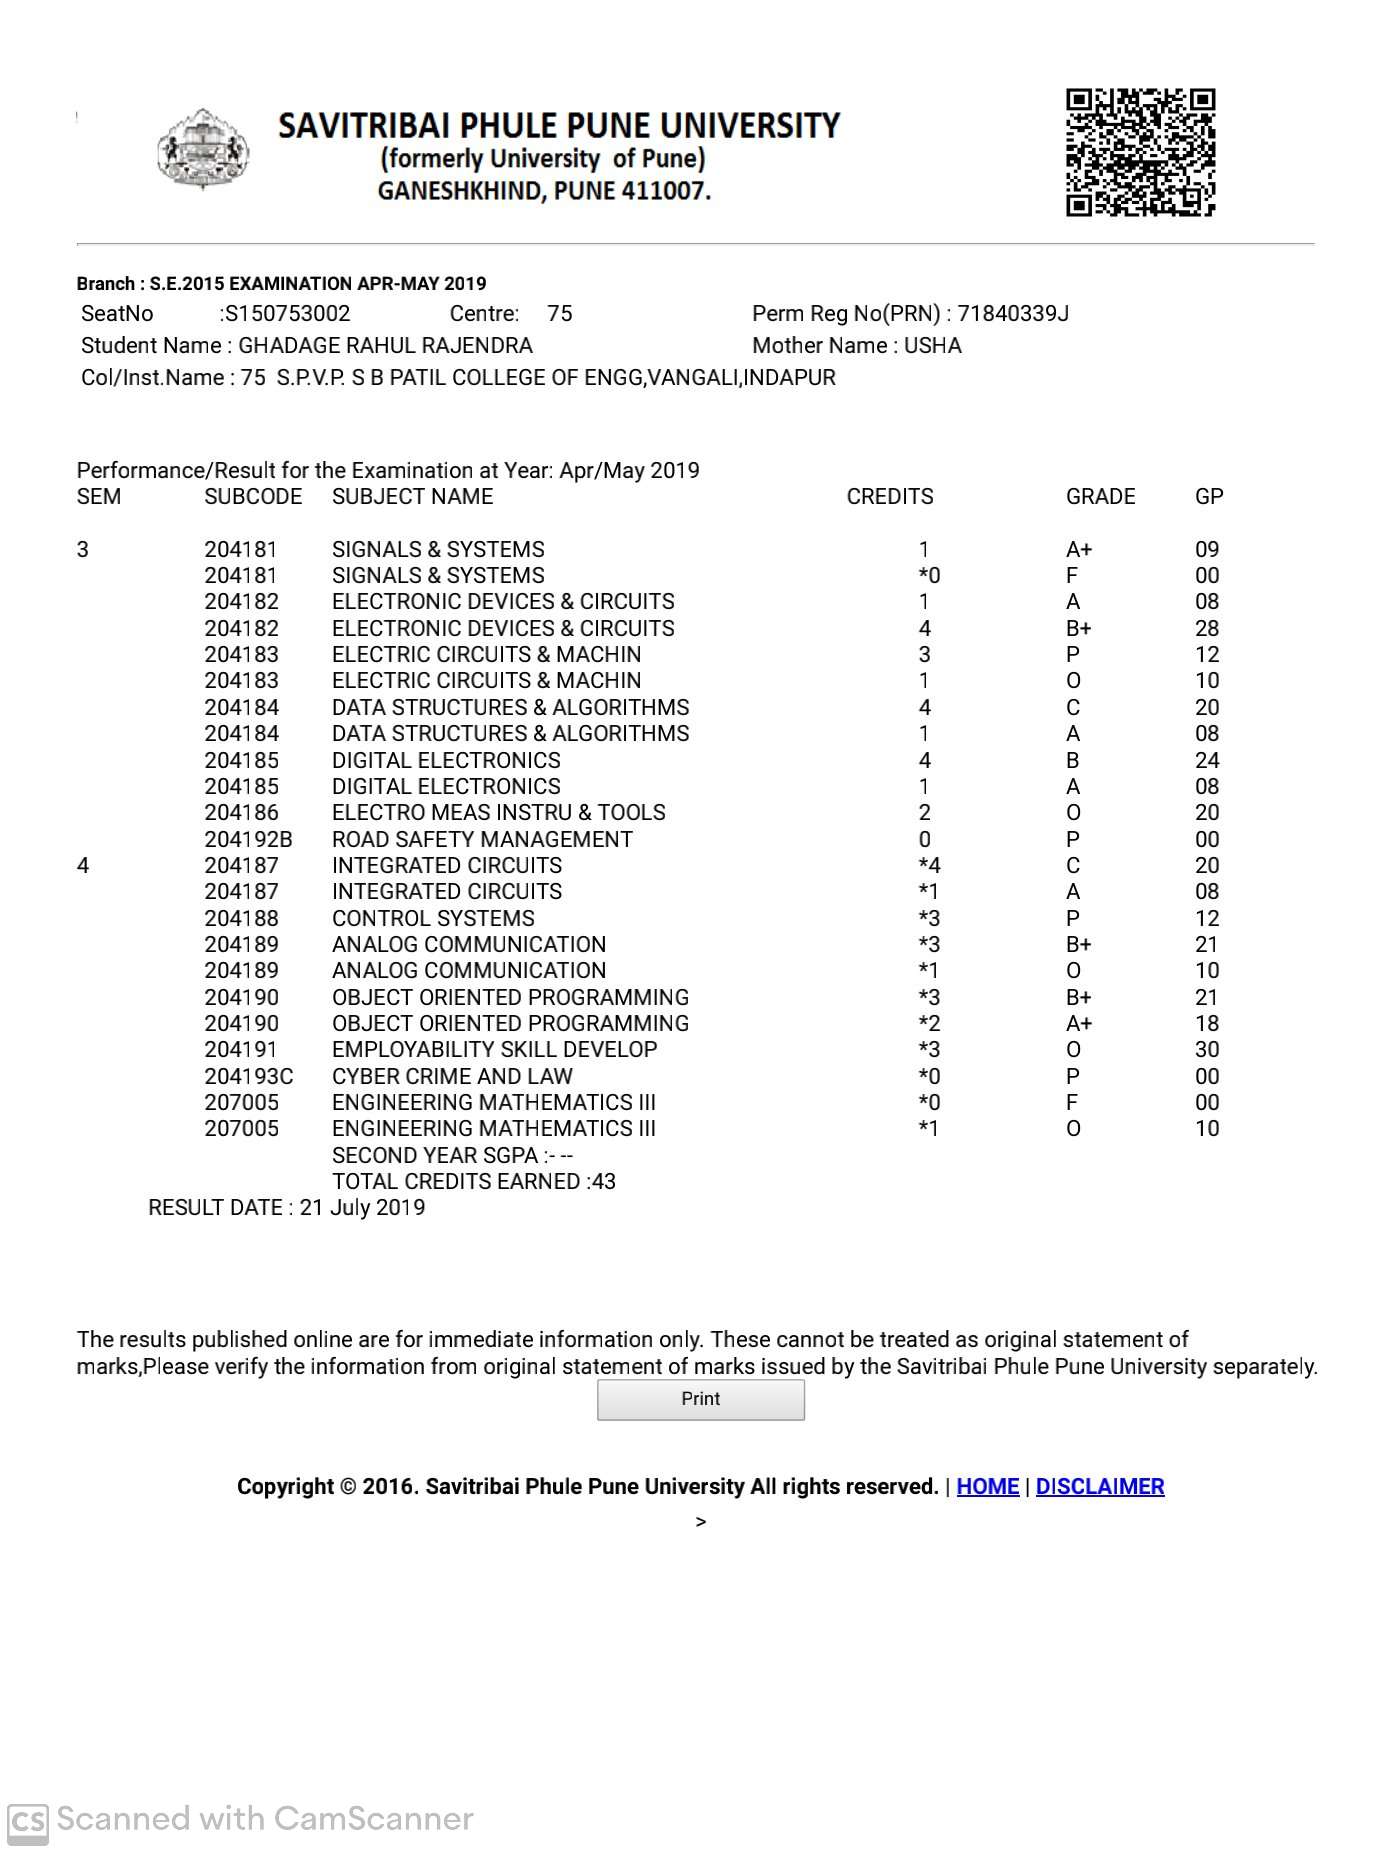 SAVITRIBAI PHULE PUNE UNIVERSITY
(formerly University of Pune)
GANESHKHIND, PUNE 411007.
Branch : S.E.2015 EXAMINATION APR-MAY 2019
SeatNo :S150753002 Centre: 75 Perm Reg No(PRN) : 71840339J
Student Name : GHADAGE RAHUL RAJENDRA Mother Name : USHA
Col/Inst.Name : 75 S.P.V.P. S B PATIL COLLEGE OF ENGG,VANGALI,INDAPUR
Performance/Result for the Examination at Year: Apr/May 2019
SEM SUBCODE SUBJECT NAME CREDITS GRADE GP
3 204181 SIGNALS & SYSTEMS 1 A+ 09
204181 SIGNALS & SYSTEMS *0 F 00
204182 ELECTRONIC DEVICES & CIRCUITS 1 A 08
204182 ELECTRONIC DEVICES & CIRCUITS 4 B+ 28
204183 ELECTRIC CIRCUITS & MACHIN 3 P 12
204183 ELECTRIC CIRCUITS & MACHIN 1 O 10
204184 DATA STRUCTURES & ALGORITHMS 4 C 20
204184 DATA STRUCTURES & ALGORITHMS 1 A 08
204185 DIGITAL ELECTRONICS 4 B 24
204185 DIGITAL ELECTRONICS 1 A 08
204186 ELECTRO MEAS INSTRU & TOOLS 2 O 20
204192B ROAD SAFETY MANAGEMENT 0 P 00
4 204187 INTEGRATED CIRCUITS *4 C 20
204187 INTEGRATED CIRCUITS *1 A 08
204188 CONTROL SYSTEMS *3 P 12
204189 ANALOG COMMUNICATION *3 B+ 21
204189 ANALOG COMMUNICATION *1 O 10
204190 OBJECT ORIENTED PROGRAMMING *3 B+ 21
204190 OBJECT ORIENTED PROGRAMMING *2 A+ 18
204191 EMPLOYABILITY SKILL DEVELOP *3 O 30
204193C CYBER CRIME AND LAW *0 P 00
207005 ENGINEERING MATHEMATICS III *0 F 00
207005 ENGINEERING MATHEMATICS III *1 O 10
SECOND YEAR SGPA :- --
TOTAL CREDITS EARNED :43
RESULT DATE : 21 July 2019
The results published online are for immediate information only. These cannot be treated as original statement of
marks,Please verify the information from original statement of marks issued by the Savitribai Phule Pune University separately.
Print
Copyright © 2016. Savitribai Phule Pune University All rights reserved. | HOME | DISCLAIMER
>
CS Scanned with CamScanner